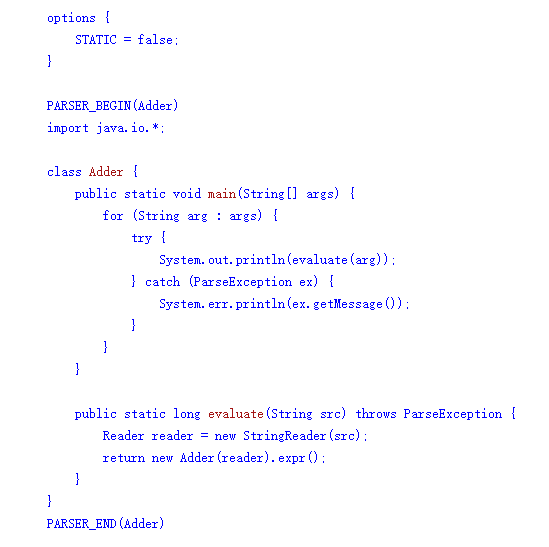 options {
    STATIC = false;
}

PARSER_BEGIN(Adder)
import java.io.*;

class Adder {
    public static void main(String[] args) {
        for (String arg : args) {
            try {
                System.out.println(evaluate(arg));
            } catch (ParseException ex) {
                System.err.println(ex.getMessage());
            }
        }
    }

    public static long evaluate(String src) throws ParseException {
        Reader reader = new StringReader(src);
        return new Adder(reader).expr();
    }
}
PARSER_END(Adder)